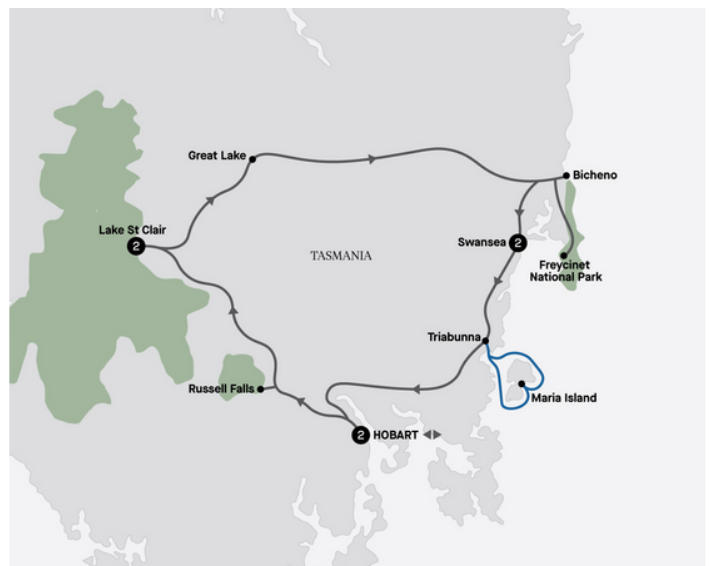 Great Lake
Bicheno
Lake St Clair
2
Swansea 2
TASMANIA
Freycinet
National Park
Triabunna
Russell Falls
Maria Island
2 HOBART